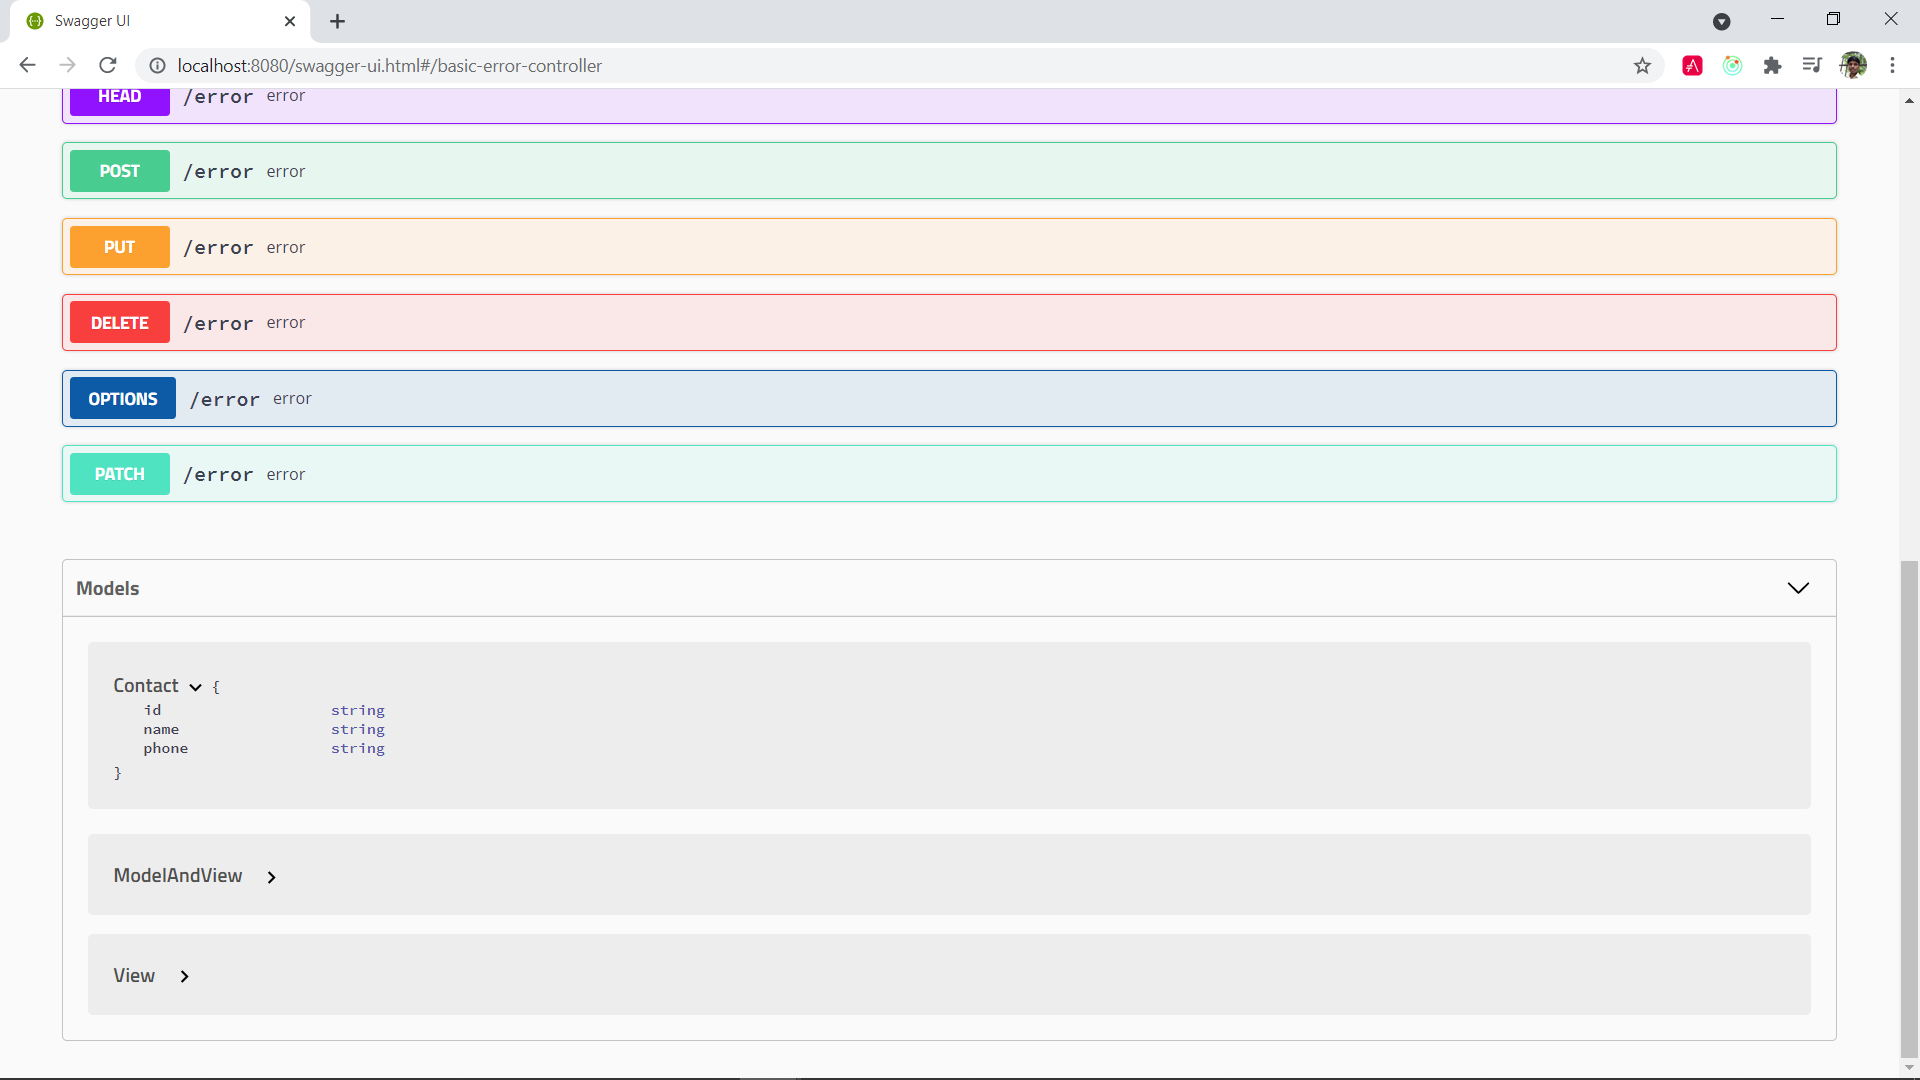 Swagger UI
localhost:8080/swagger-ui.html#/basic-error-controller
HEAD /error error
POST /error error
PUT /error error
DELETE /error error
OPTIONS /error error
PATCH /error error
Models
Contact {
id string
name string
phone string
}
ModelAndView
View